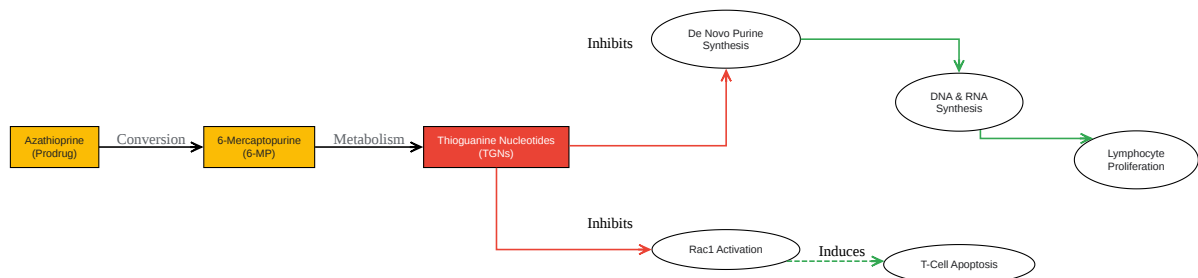 Azathioprine
(Prodrug)
Conversion
6-Mercaptopurine
(6-MP)
Metabolism
Thioguanine Nucleotides
(TGNs)
Inhibits
De Novo Purine
Synthesis
DNA & RNA
Synthesis
Lymphocyte
Proliferation
Inhibits
Rac1 Activation
Induces
T-Cell Apoptosis